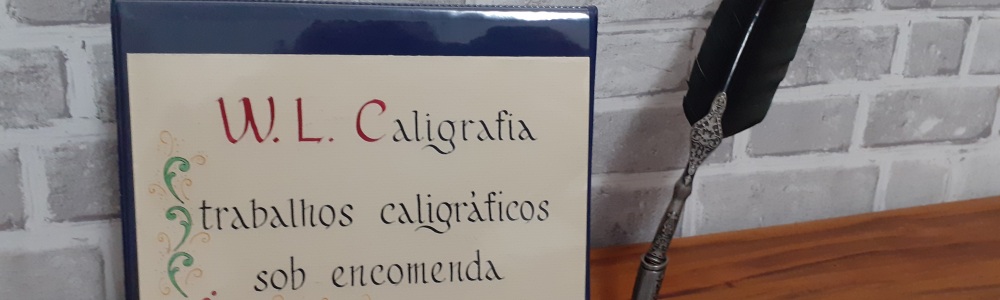 W. L. Caligrafia
trabalhos caligráficos
sob encomenda